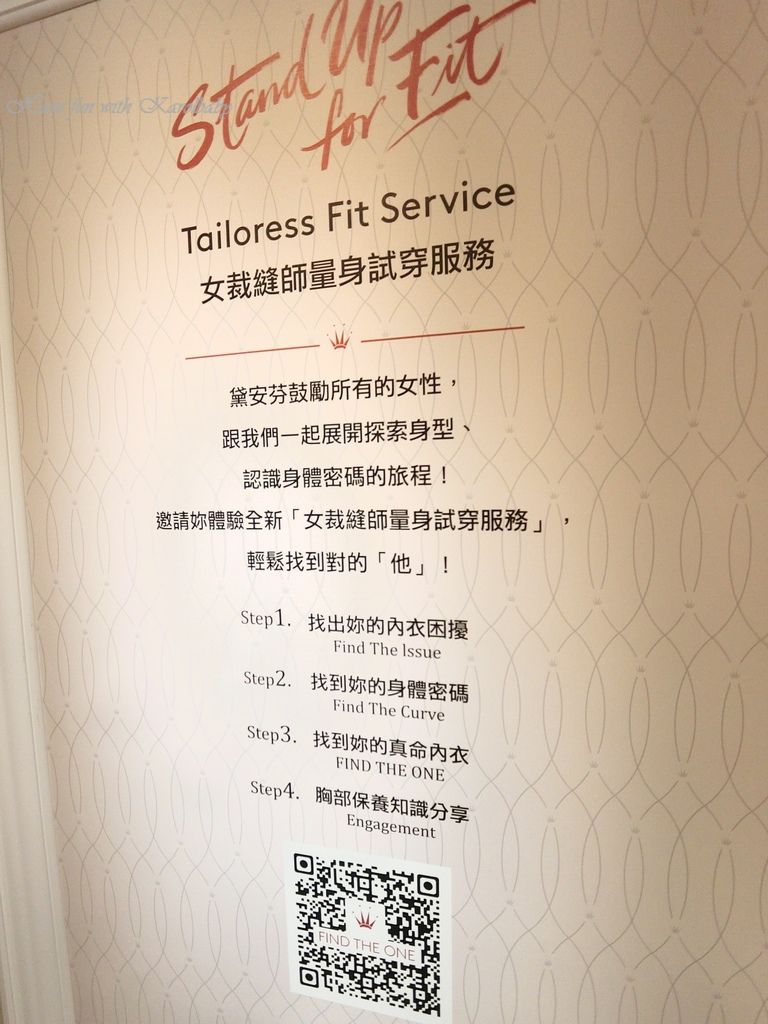 Stand Up
for Fit
Have fun with Karolbaby
Tailoress Fit Service
女裁縫師量身試穿服務
黛安芬鼓勵所有的女性，
跟我們一起展開探索身型、
認識身體密碼的旅程！
邀請妳體驗全新「女裁縫師量身試穿服務」，
輕鬆找到對的「他」！
Step1. 找出妳的內衣困擾
Find The Issue
Step2. 找到妳的身體密碼
Find The Curve
Step3. 找到妳的真命內衣
FIND THE ONE
Step4. 胸部保養知識分享
Engagement
FIND THE ONE